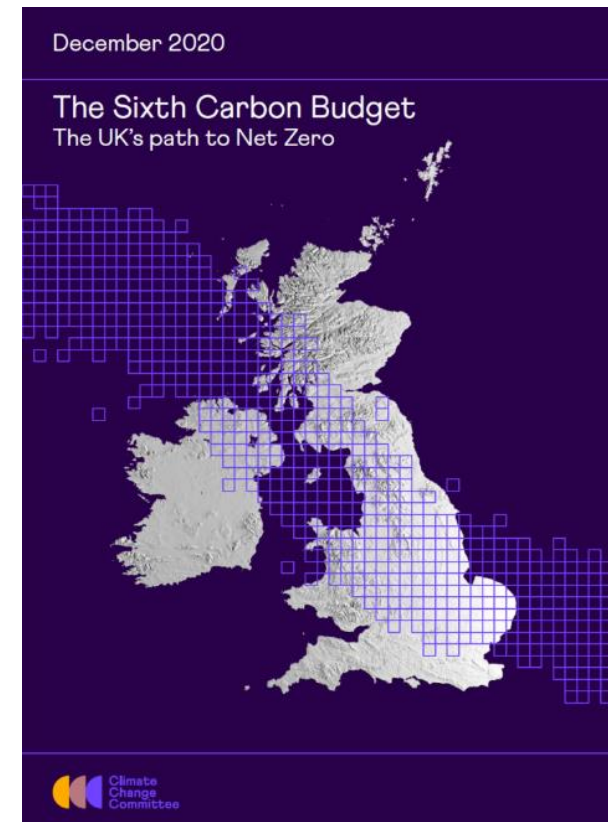 December 2020
The Sixth Carbon Budget
The UK's path to Net Zero
Climate
Change
Committee